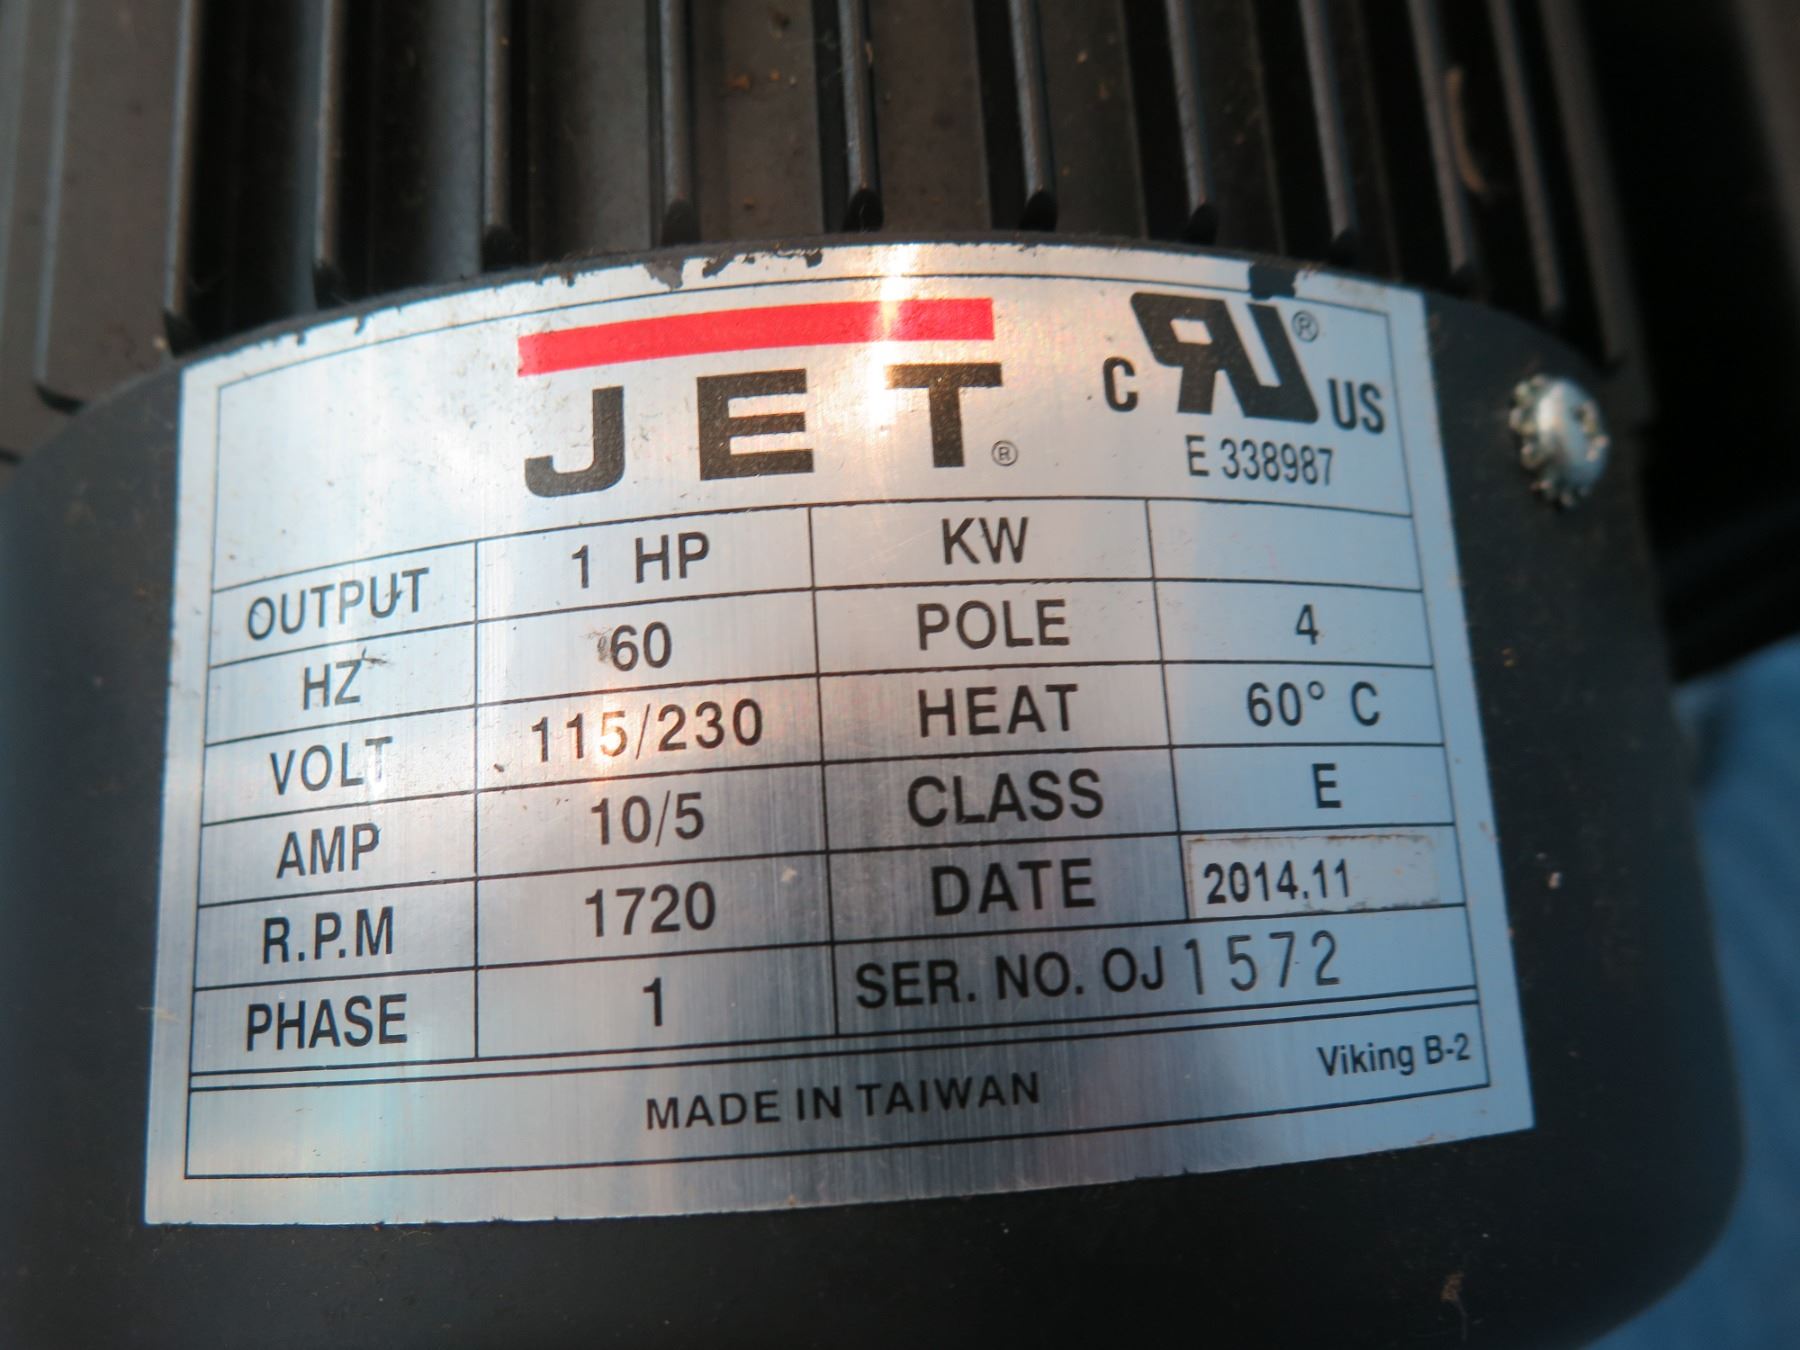 JET®
C RU® US
E 338987
OUTPUT 1 HP KW
HZ 60 POLE 4
VOLT 115/230 HEAT 60° C
AMP 10/5 CLASS E
R.P.M 1720 DATE 2014.11
PHASE 1 SER. NO. OJ 1572
MADE IN TAIWAN Viking B-2